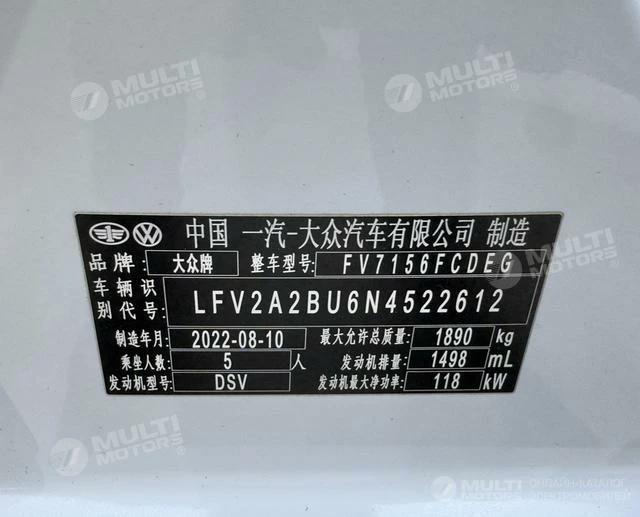 MULTI
MOTORS®
MULTI
MOTORS®
中国 一汽-大众汽车有限公司 制造
品牌: 大众牌 整车型号: FV7156FCDEG
车辆识
别代号: LFV2A2BU6N4522612
制造年月: 2022-08-10 最大允许总质量: 1890 kg
乘坐人数: 5 人 发动机排量: 1498 mL
发动机型号: DSV 发动机最大净功率: 118 kW
MULTI
MOTORS®
MULTI
MOTORS
ОНЛАЙН-КАТАЛОГ
ЭЛЕКТРОМОБИЛЕЙ